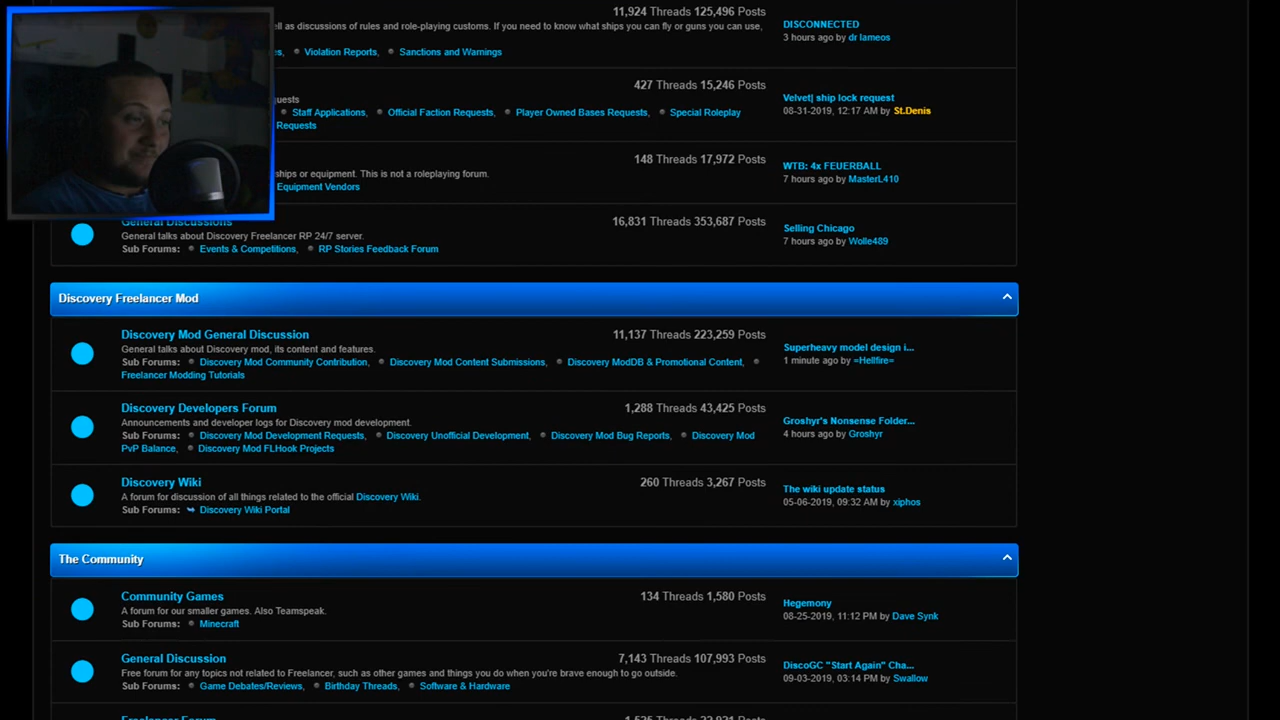 11,924 Threads 125,496 Posts
DISCONNECTED
ll as discussions of rules and role-playing customs. If you need to know what ships you can fly or guns you can use,
3 hours ago by dr lameos
es, Violation Reports, Sanctions and Warnings
427 Threads 15,246 Posts
quests
Velvet| ship lock request
Staff Applications, Official Faction Requests, Player Owned Bases Requests, Special Roleplay
08-31-2019, 12:17 AM by St.Denis
Requests
148 Threads 17,972 Posts
WTB: 4x FEUERBALL
ships or equipment. This is not a roleplaying forum.
7 hours ago by MasterL410
Equipment Vendors
General Discussions
16,831 Threads 353,687 Posts
Selling Chicago
General talks about Discovery Freelancer RP 24/7 server.
7 hours ago by Wolle489
Sub Forums: Events & Competitions, RP Stories Feedback Forum
Discovery Freelancer Mod
Discovery Mod General Discussion
11,137 Threads 223,259 Posts
General talks about Discovery mod, its content and features.
Superheavy model design i...
Sub Forums: Discovery Mod Community Contribution, Discovery Mod Content Submissions, Discovery ModDB & Promotional Content,
1 minute ago by =Hellfire=
Freelancer Modding Tutorials
Discovery Developers Forum
1,288 Threads 43,425 Posts
Announcements and developer logs for Discovery mod development.
Groshyr's Nonsense Folder...
Sub Forums: Discovery Mod Development Requests, Discovery Unofficial Development, Discovery Mod Bug Reports, Discovery Mod
4 hours ago by Groshyr
PvP Balance, Discovery Mod FLHook Projects
Discovery Wiki
260 Threads 3,267 Posts
The wiki update status
A forum for discussion of all things related to the official Discovery Wiki.
05-06-2019, 09:32 AM by xiphos
Sub Forums: Discovery Wiki Portal
The Community
Community Games
134 Threads 1,580 Posts
Hegemony
A forum for our smaller games. Also Teamspeak.
08-25-2019, 11:12 PM by Dave Synk
Sub Forums: Minecraft
General Discussion
7,143 Threads 107,993 Posts
DiscoGC "Start Again" Cha...
Free forum for any topics not related to Freelancer, such as other games and things you do when you're brave enough to go outside.
09-03-2019, 03:14 PM by Swallow
Sub Forums: Game Debates/Reviews, Birthday Threads, Software & Hardware